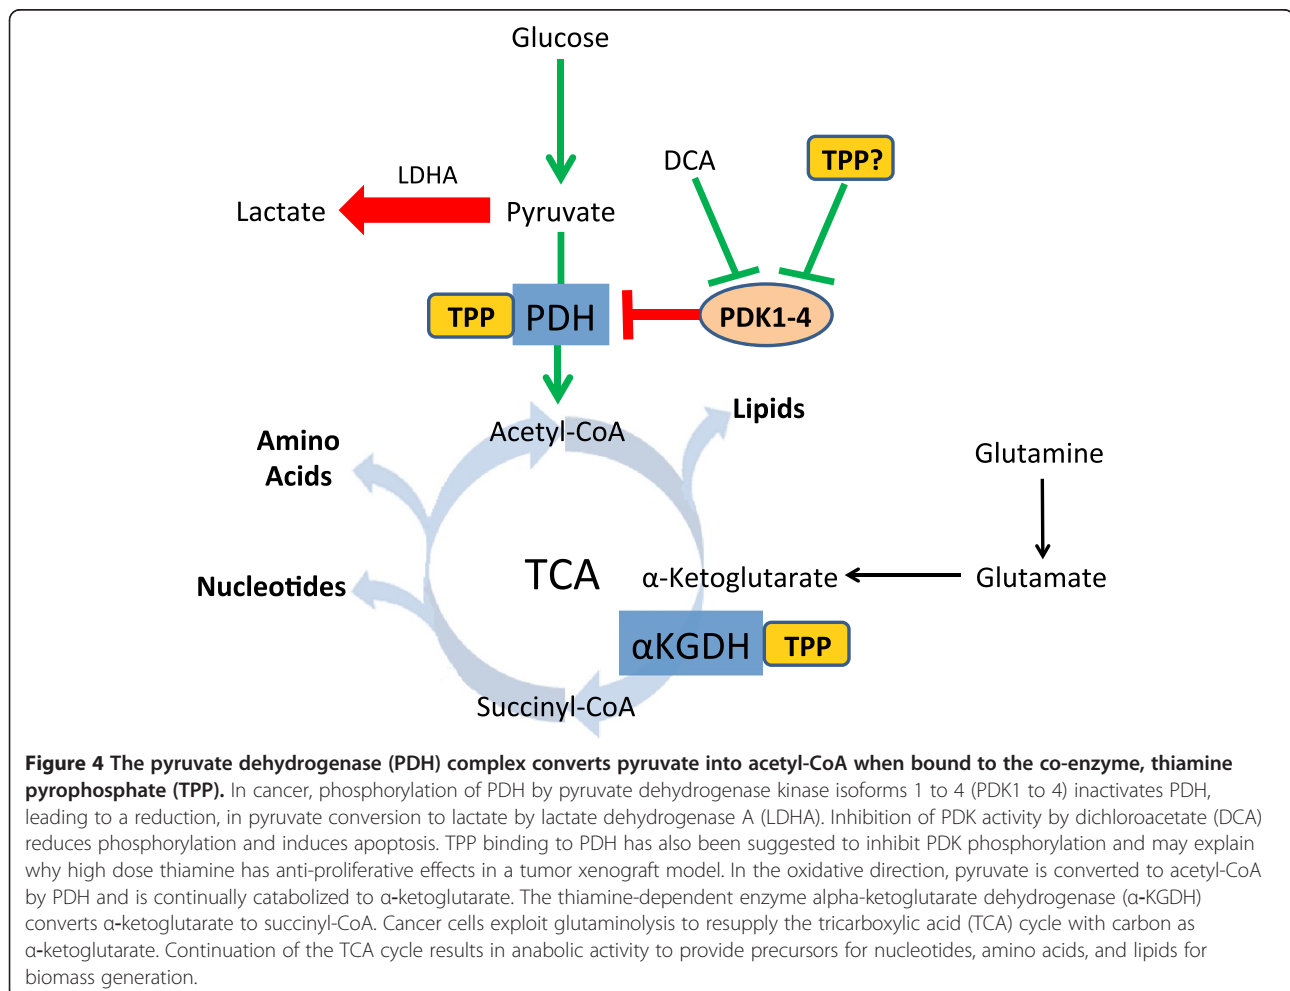 Glucose
DCA
TPP?
LDHA
Lactate
Pyruvate
TPP
PDH
PDK1-4
Lipids
Acetyl-CoA
Amino
Acids
Glutamine
TCA
α-Ketoglutarate
Glutamate
Nucleotides
αKGDH
TPP
Succinyl-CoA
Figure 4 The pyruvate dehydrogenase (PDH) complex converts pyruvate into acetyl-CoA when bound to the co-enzyme, thiamine
pyrophosphate (TPP). In cancer, phosphorylation of PDH by pyruvate dehydrogenase kinase isoforms 1 to 4 (PDK1 to 4) inactivates PDH,
leading to a reduction, in pyruvate conversion to lactate by lactate dehydrogenase A (LDHA). Inhibition of PDK activity by dichloroacetate (DCA)
reduces phosphorylation and induces apoptosis. TPP binding to PDH has also been suggested to inhibit PDK phosphorylation and may explain
why high dose thiamine has anti-proliferative effects in a tumor xenograft model. In the oxidative direction, pyruvate is converted to acetyl-CoA
by PDH and is continually catabolized to α-ketoglutarate. The thiamine-dependent enzyme alpha-ketoglutarate dehydrogenase (α-KGDH)
converts α-ketoglutarate to succinyl-CoA. Cancer cells exploit glutaminolysis to resupply the tricarboxylic acid (TCA) cycle with carbon as
α-ketoglutarate. Continuation of the TCA cycle results in anabolic activity to provide precursors for nucleotides, amino acids, and lipids for
biomass generation.